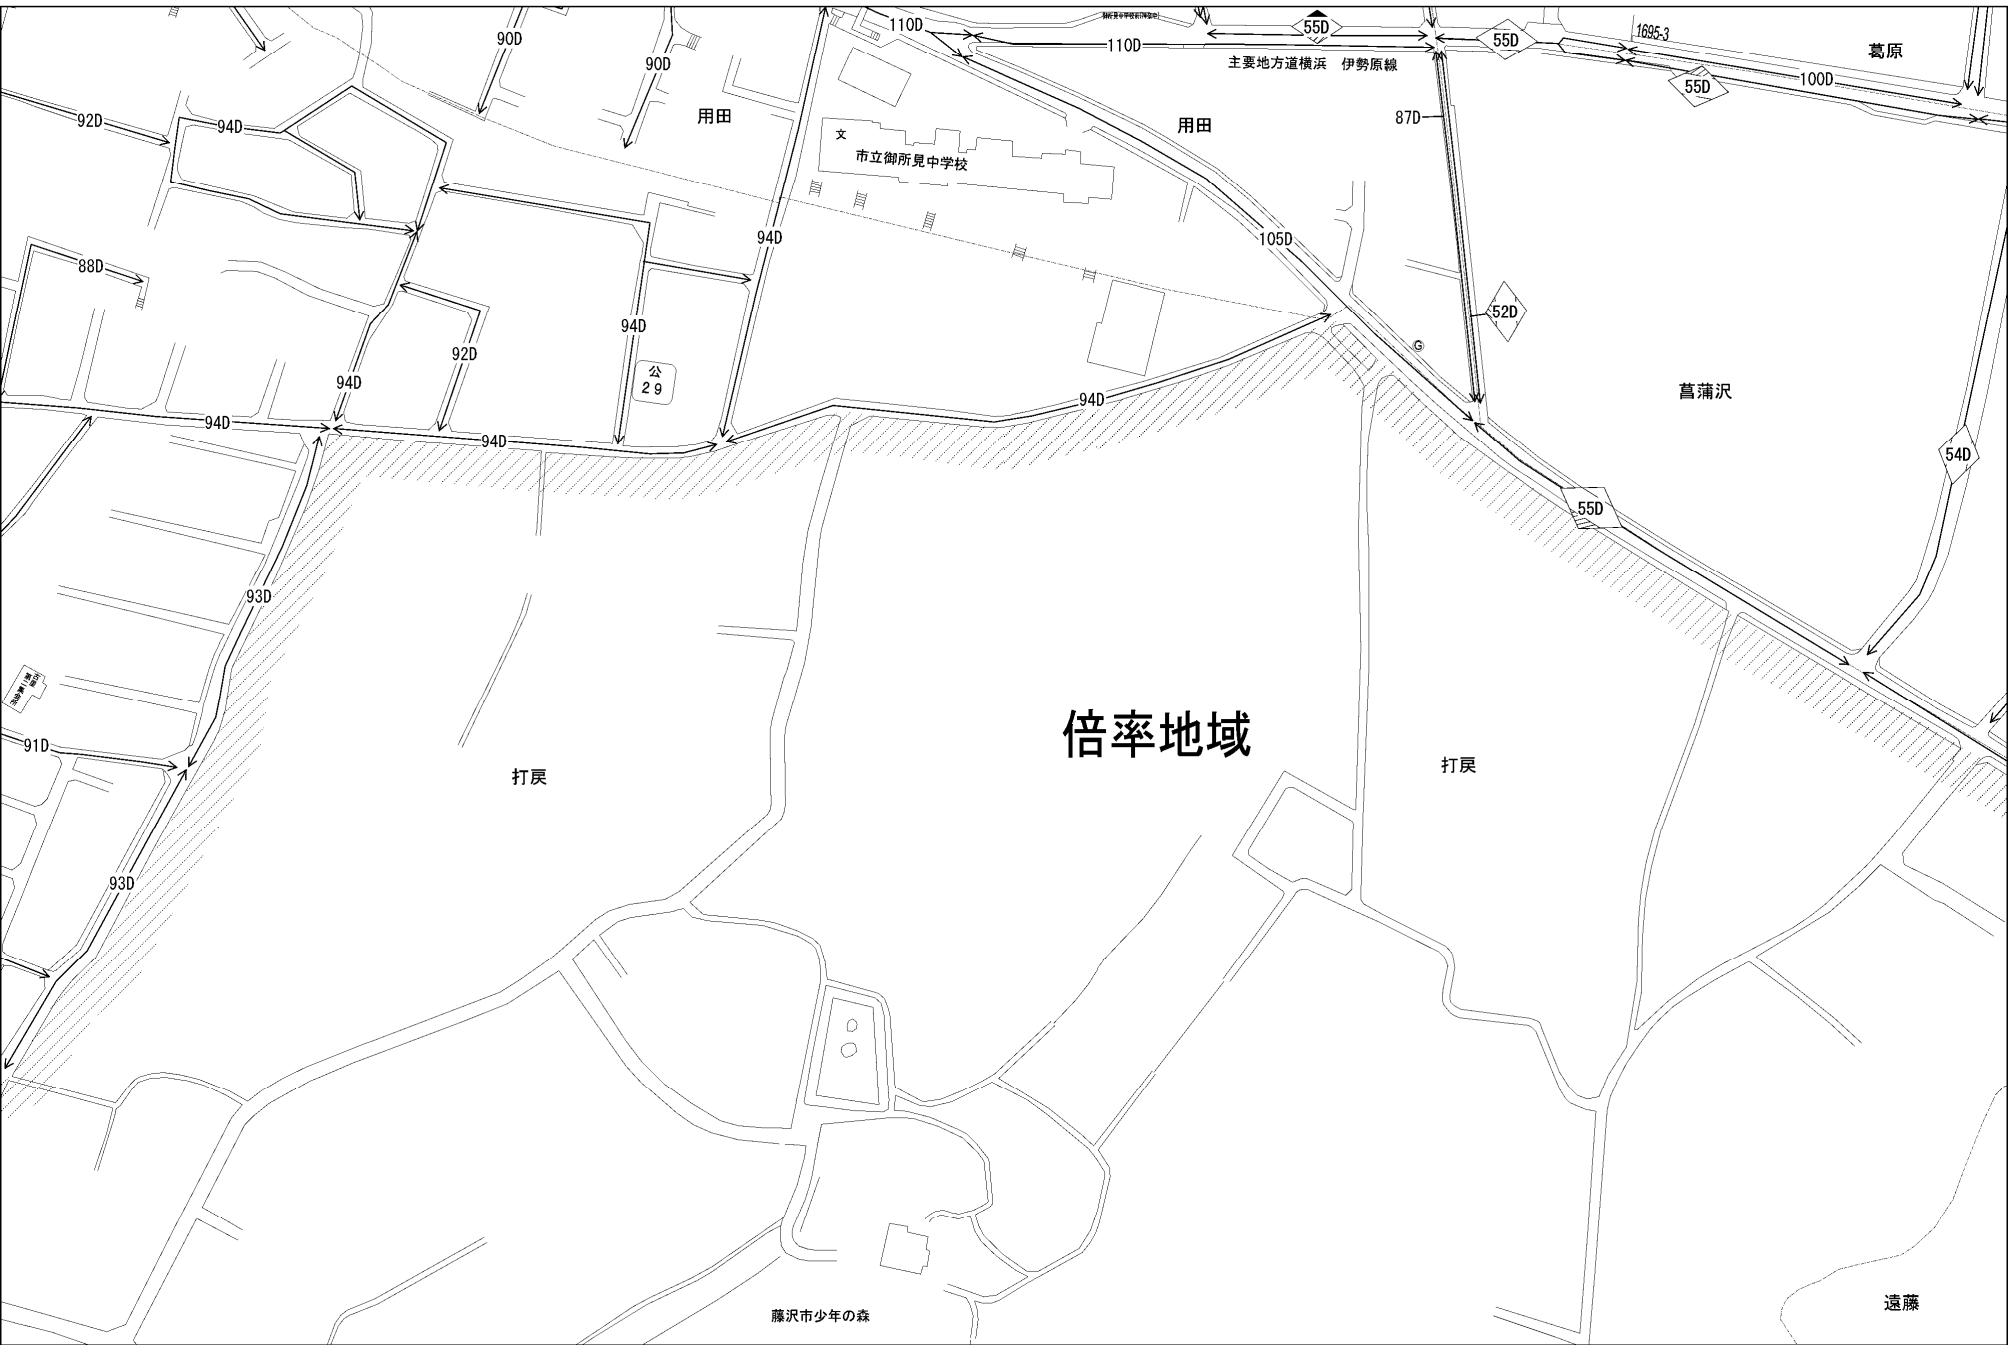 110D
55D
55D
1695-3
90D
葛原
110D
90D
主要地方道横浜　伊勢原線
100D
55D
用田
92D
94D
用田
87D
文
市立御所見中学校
94D
105D
88D
52D
94D
92D
公
29
94D
菖蒲沢
94D
G
94D
94D
54D
55D
93D
倍率地域
91D
打戻
打戻
93D
遠藤
藤沢市少年の森